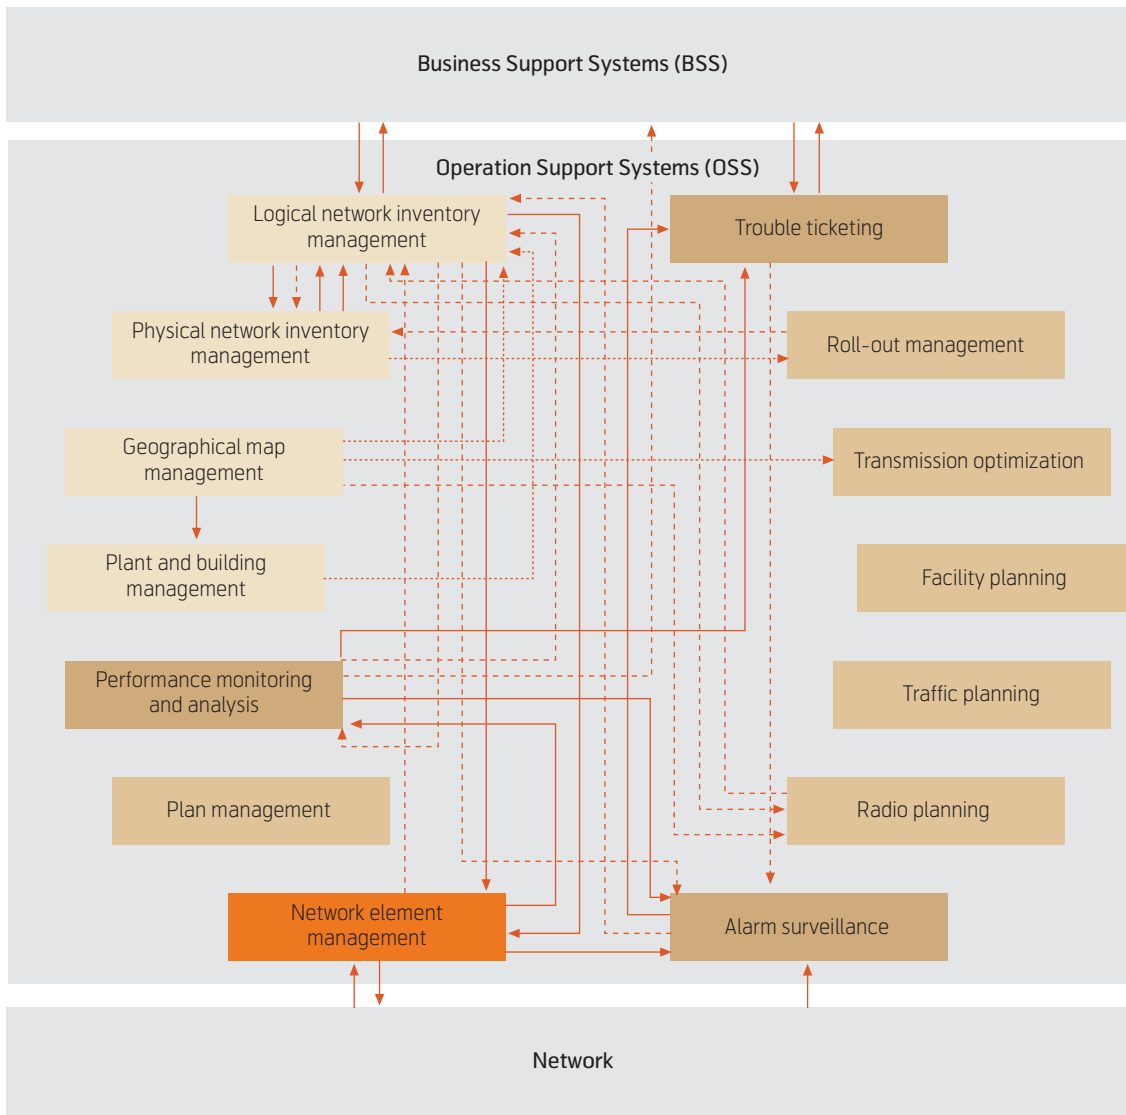 Business Support Systems (BSS)
Operation Support Systems (OSS)
Logical network inventory
management
Trouble ticketing
Physical network inventory
management
Roll-out management
Geographical map
management
Transmission optimization
Plant and building
management
Facility planning
Performance monitoring
and analysis
Traffic planning
Plan management
Radio planning
Network element
management
Alarm surveillance
Network